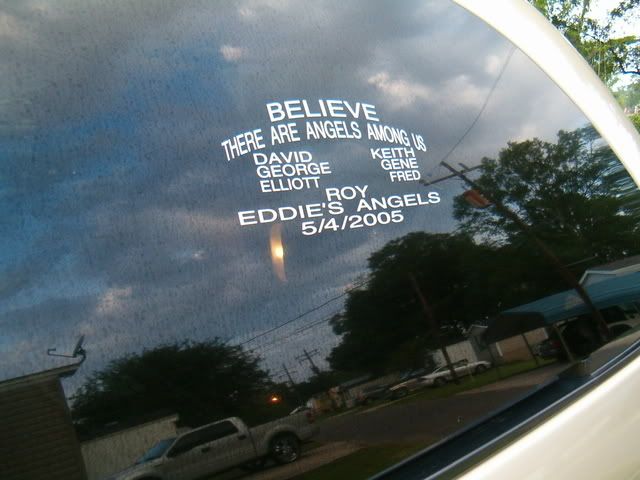 BELIEVE
THERE ARE ANGELS AMONG US
DAVID KEITH
GEORGE GENE
ELLIOTT FRED
ROY
EDDIE'S ANGELS
5/4/2005